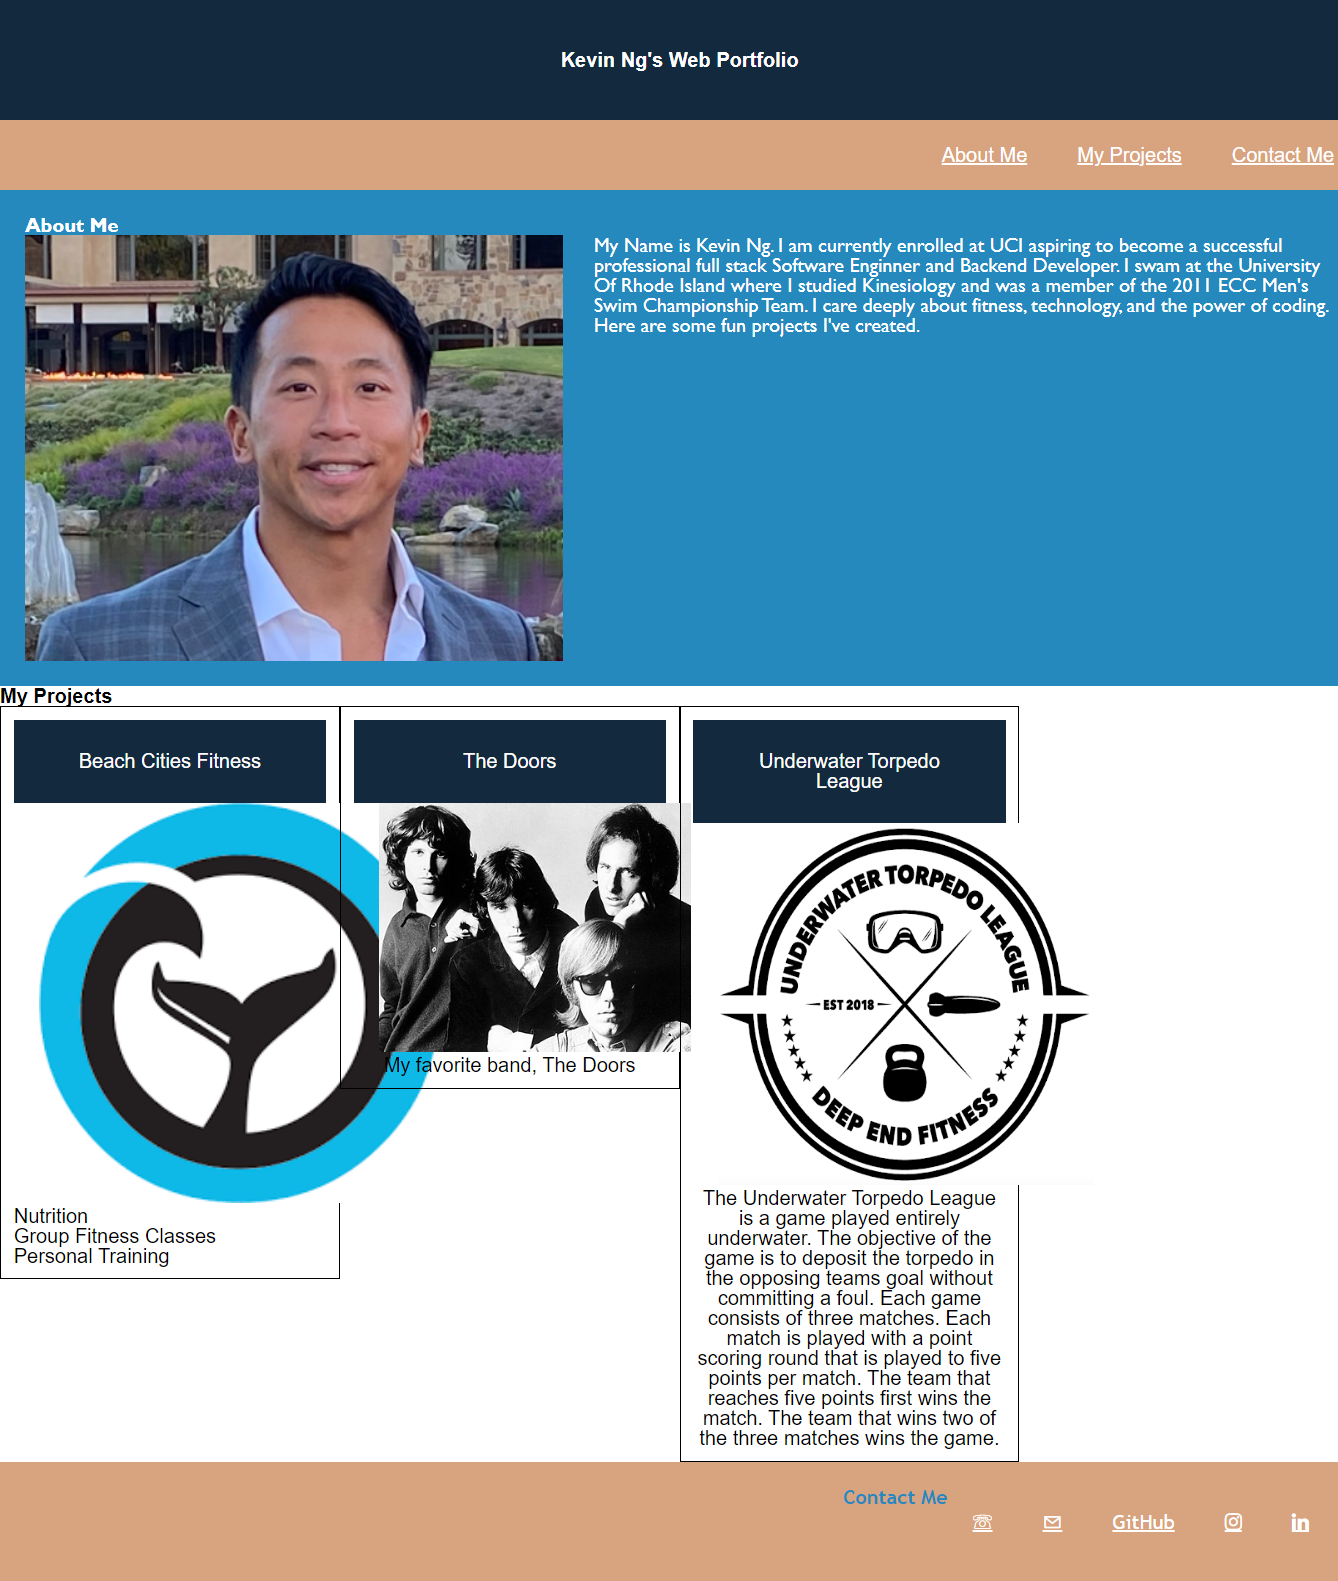 Kevin Ng's Web Portfolio
About Me
My Projects
Contact Me
About Me
My Name is Kevin Ng. I am currently enrolled at UCI aspiring to become a successful
professional full stack Software Enginner and Backend Developer. I swam at the University
Of Rhode Island where I studied Kinesiology and was a member of the 2011 ECC Men's
Swim Championship Team. I care deeply about fitness, technology, and the power of coding.
Here are some fun projects I've created.
My Projects
Beach Cities Fitness
Nutrition
Group Fitness Classes
Personal Training
The Doors
My favorite band, The Doors
Underwater Torpedo
League
UNDERWATER TORPEDO LEAGUE
EST 2018
DEEP END FITNESS
The Underwater Torpedo League
is a game played entirely
underwater. The objective of the
game is to deposit the torpedo in
the opposing teams goal without
committing a foul. Each game
consists of three matches. Each
match is played with a point
scoring round that is played to five
points per match. The team that
reaches five points first wins the
match. The team that wins two of
the three matches wins the game.
Contact Me
GitHub
in